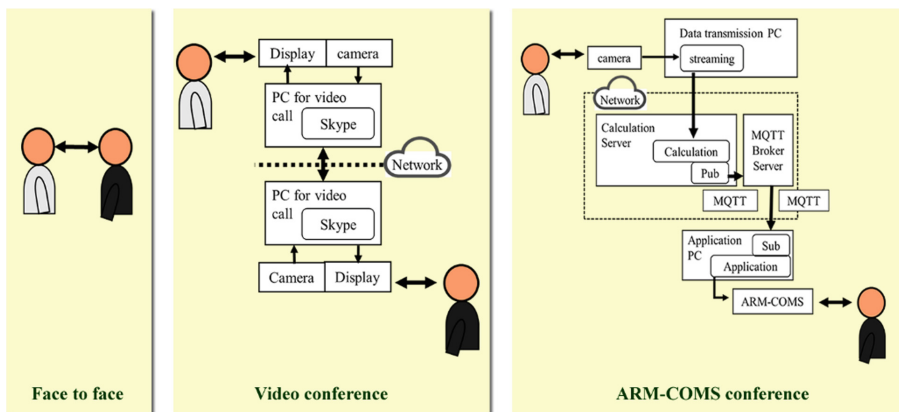 Face to face
Display camera
PC for video
call
Skype
Network
PC for video
call
Skype
Camera Display
Video conference
Data transmission PC
camera
streaming
Network
Calculation
Server
Calculation
Pub
MQTT
Broker
Server
MQTT
MQTT
Application
PC
Sub
Application
ARM-COMS
ARM-COMS conference